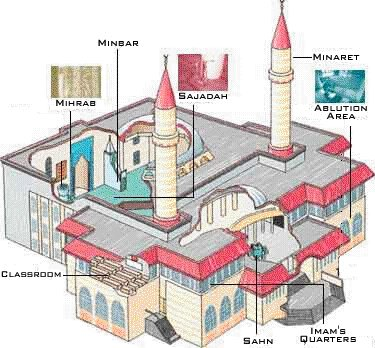 MINBAR
MINARET
MIHRAB
SAJADAH
ABLUTION
AREA
CLASSROOM
SAHN
IMAM'S
QUARTERS